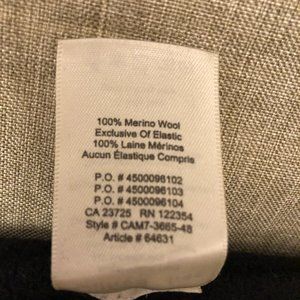 100% Merino Wool
Exclusive Of Elastic
100% Laine Mérinos
Aucun Élastique Compris
P.O. # 4500096102
P.O. # 4500096103
P.O. # 4500096104
CA 23725 RN 122354
Style # CAM7-3665-48
Article # 64631